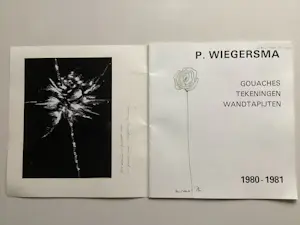 P. WIEGERSMA
GOUACHES
TEKENINGEN
WANDTAPIJTEN
1980-1981